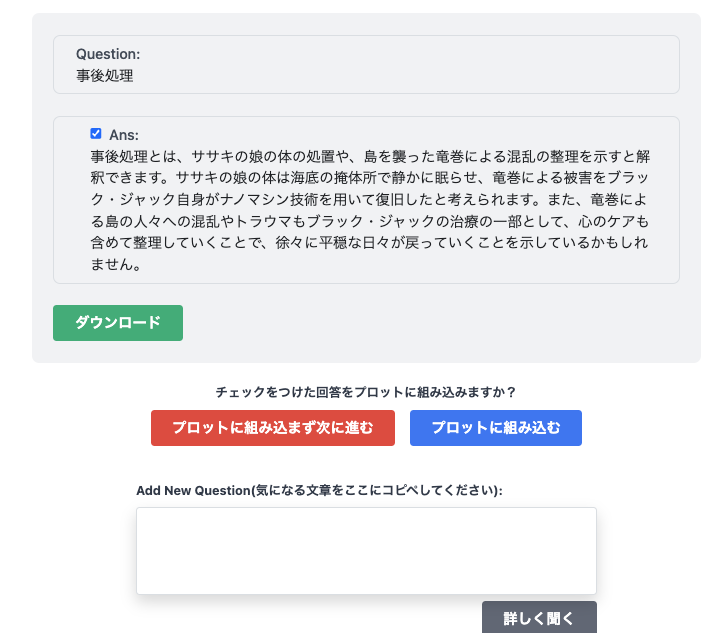 Question:
事後処理
Ans:
事後処理とは、ササキの娘の体の処置や、島を襲った竜巻による混乱の整理を示すと解
釈できます。ササキの娘の体は海底の掩体所で静かに眠らせ、竜巻による被害をブラッ
ク・ジャック自身がナノマシン技術を用いて復旧したと考えられます。また、竜巻によ
る島の人々への混乱やトラウマもブラック・ジャックの治療の一部として、心のケアも
含めて整理していくことで、徐々に平穏な日々が戻っていくことを示しているかもしれ
ません。
ダウンロード
チェックをつけた回答をプロットに組み込みますか？
プロットに組み込まず次に進む
プロットに組み込む
Add New Question(気になる文章をここにコピペしてください):
詳しく聞く